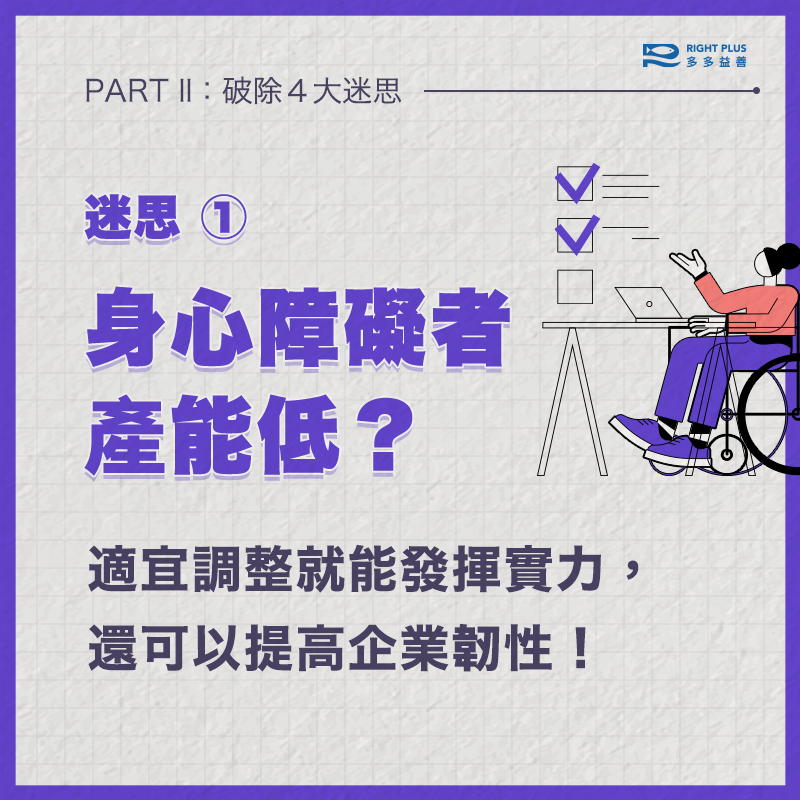 RIGHT PLUS
多多益善
PART II：破除4大迷思
迷思 ①
身心障礙者
產能低？
適宜調整就能發揮實力，
還可以提高企業韌性！